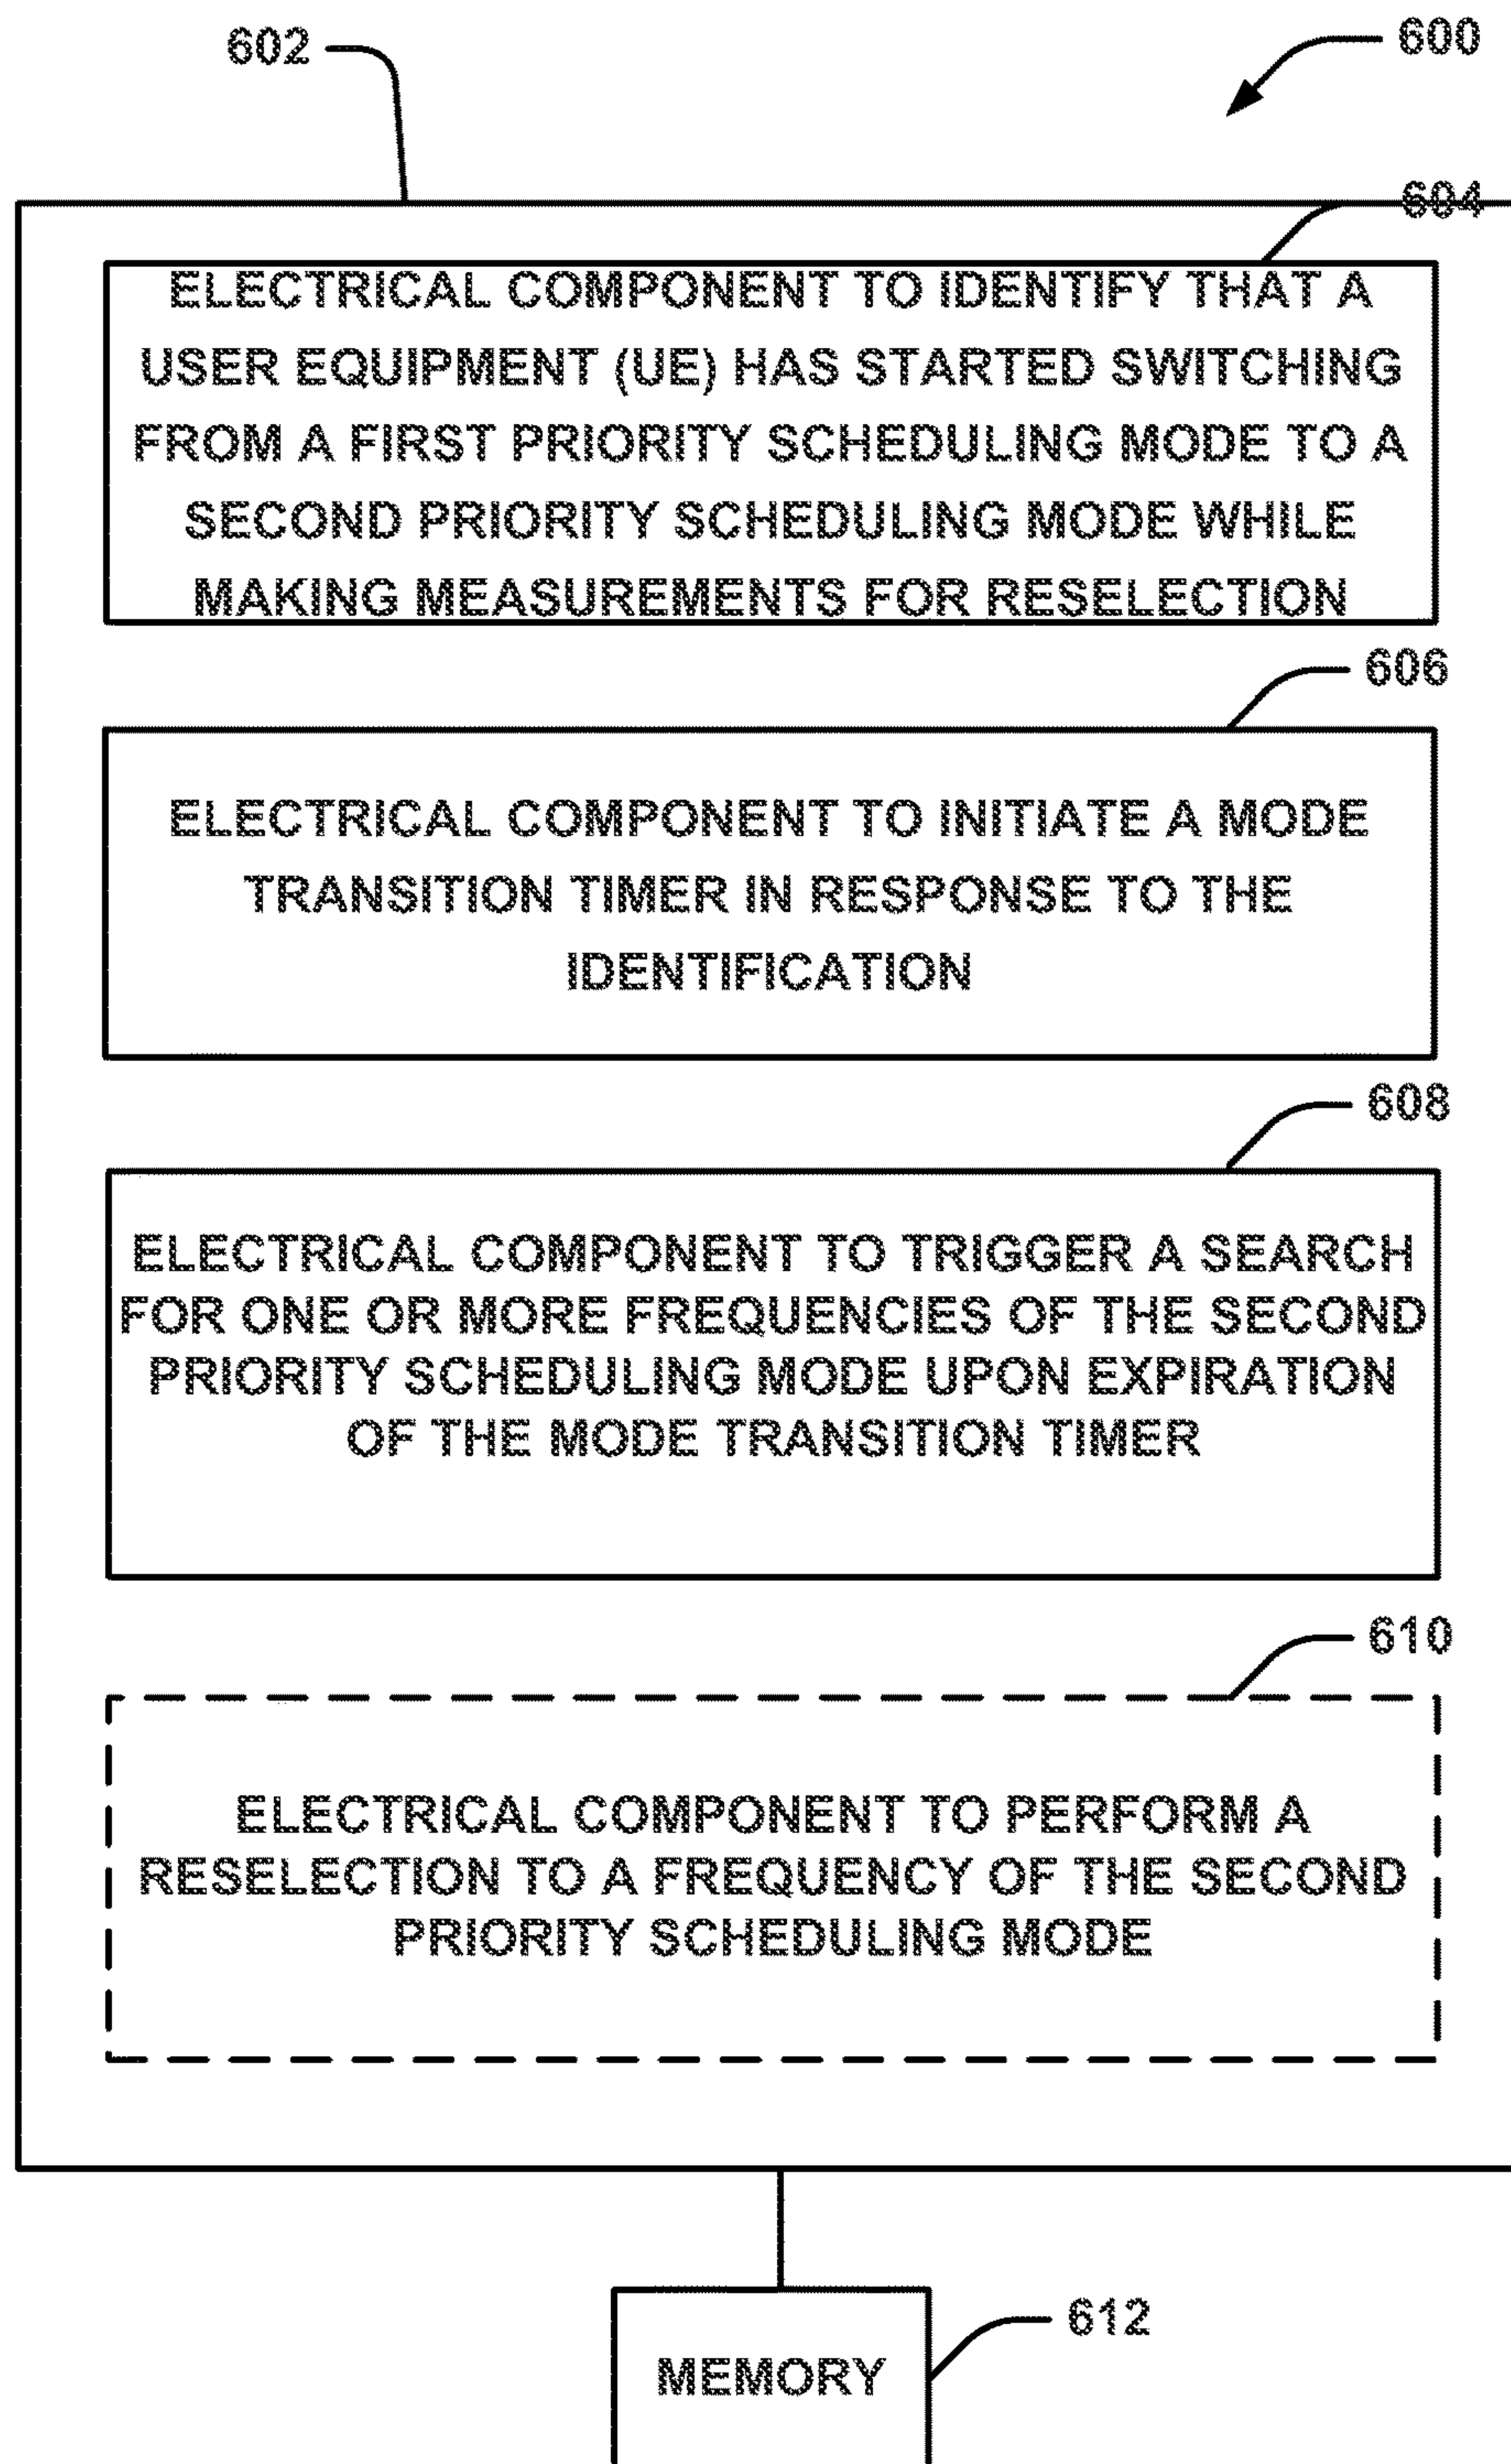 602
600
604
ELECTRICAL COMPONENT TO IDENTIFY THAT A
USER EQUIPMENT (UE) HAS STARTED SWITCHING
FROM A FIRST PRIORITY SCHEDULING MODE TO A
SECOND PRIORITY SCHEDULING MODE WHILE
MAKING MEASUREMENTS FOR RESELECTION
606
ELECTRICAL COMPONENT TO INITIATE A MODE
TRANSITION TIMER IN RESPONSE TO THE
IDENTIFICATION
608
ELECTRICAL COMPONENT TO TRIGGER A SEARCH
FOR ONE OR MORE FREQUENCIES OF THE SECOND
PRIORITY SCHEDULING MODE UPON EXPIRATION
OF THE MODE TRANSITION TIMER
610
ELECTRICAL COMPONENT TO PERFORM A
RESELECTION TO A FREQUENCY OF THE SECOND
PRIORITY SCHEDULING MODE
612
MEMORY